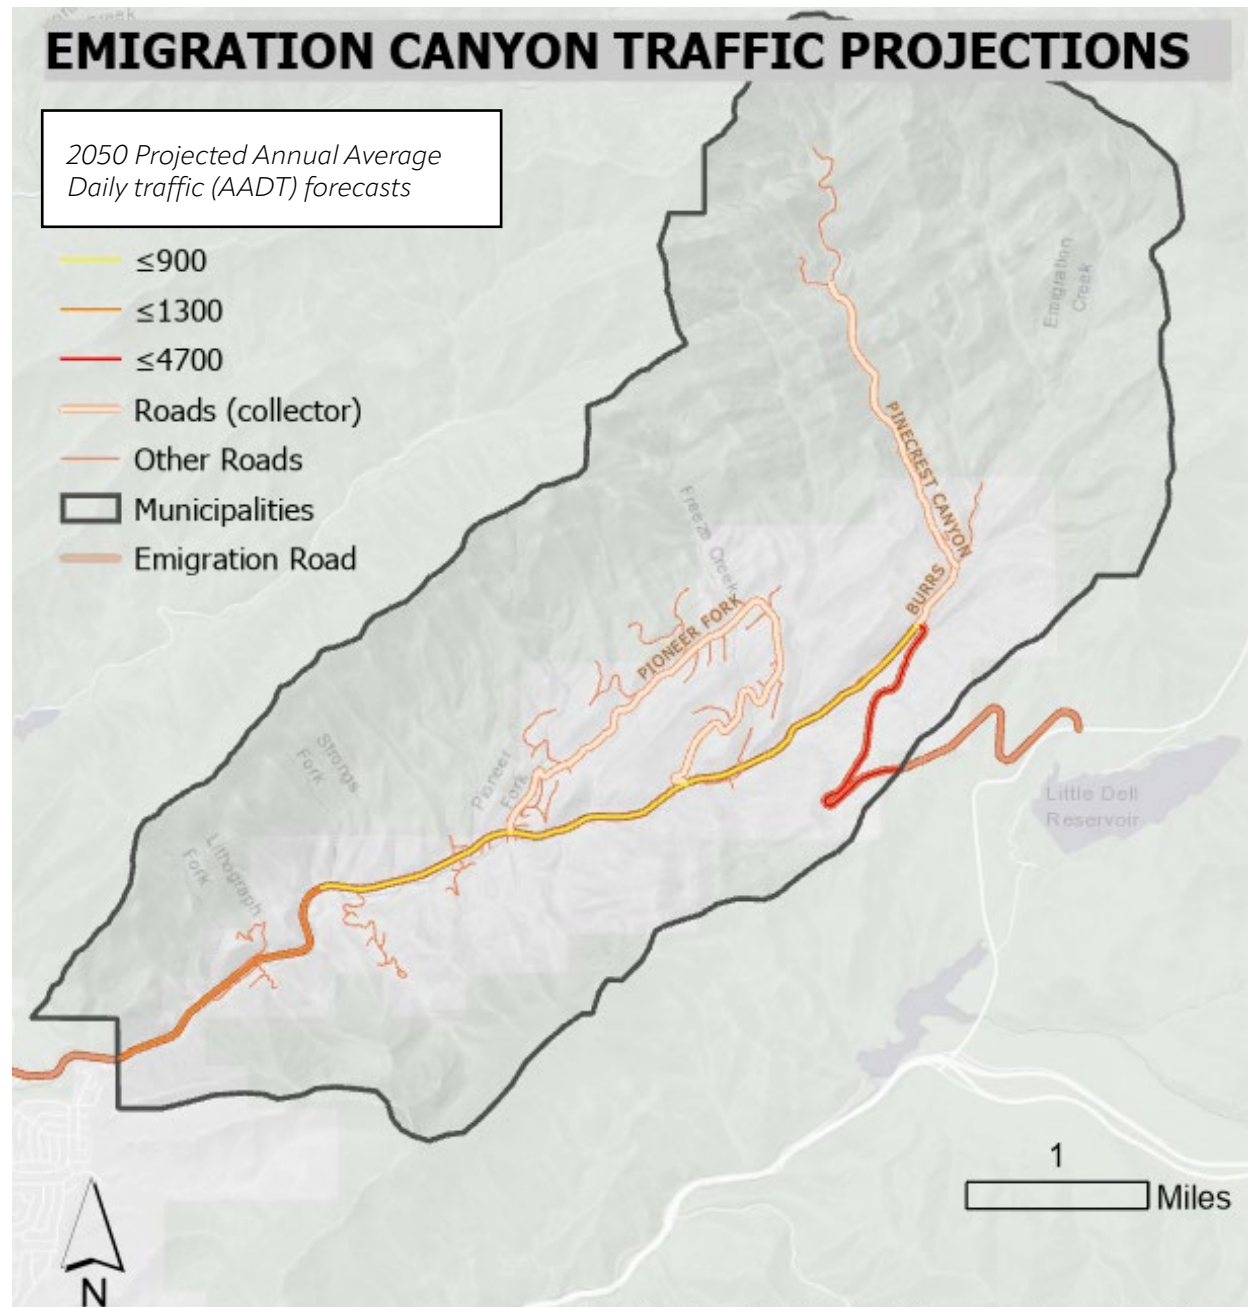 Creek
EMIGRATION CANYON TRAFFIC PROJECTIONS
2050 Projected Annual Average
Daily traffic (AADT) forecasts
≤900
≤1300
≤4700
Roads (collector)
Other Roads
Municipalities
Emigration Road
Emigration
Creek
PINECREST CANYON
Freeze Creek
BURRS
PIONEER FORK
Strongs
Fork
Pioneer
Fork
Little Dell
Reservoir
Lithograph
Fork
1
Miles
N